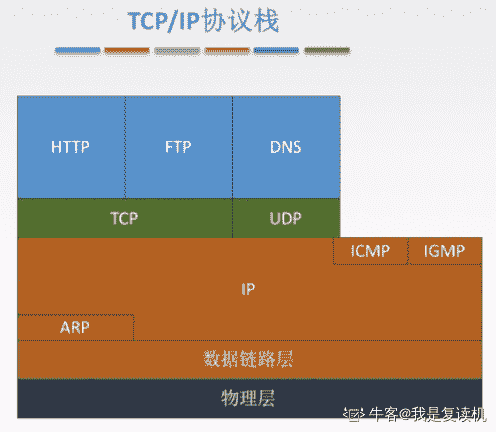 TCP/IP协议栈
HTTP FTP DNS
TCP UDP
ICMP IGMP
IP
ARP
数据链路层
物理层
牛客@我是复读机